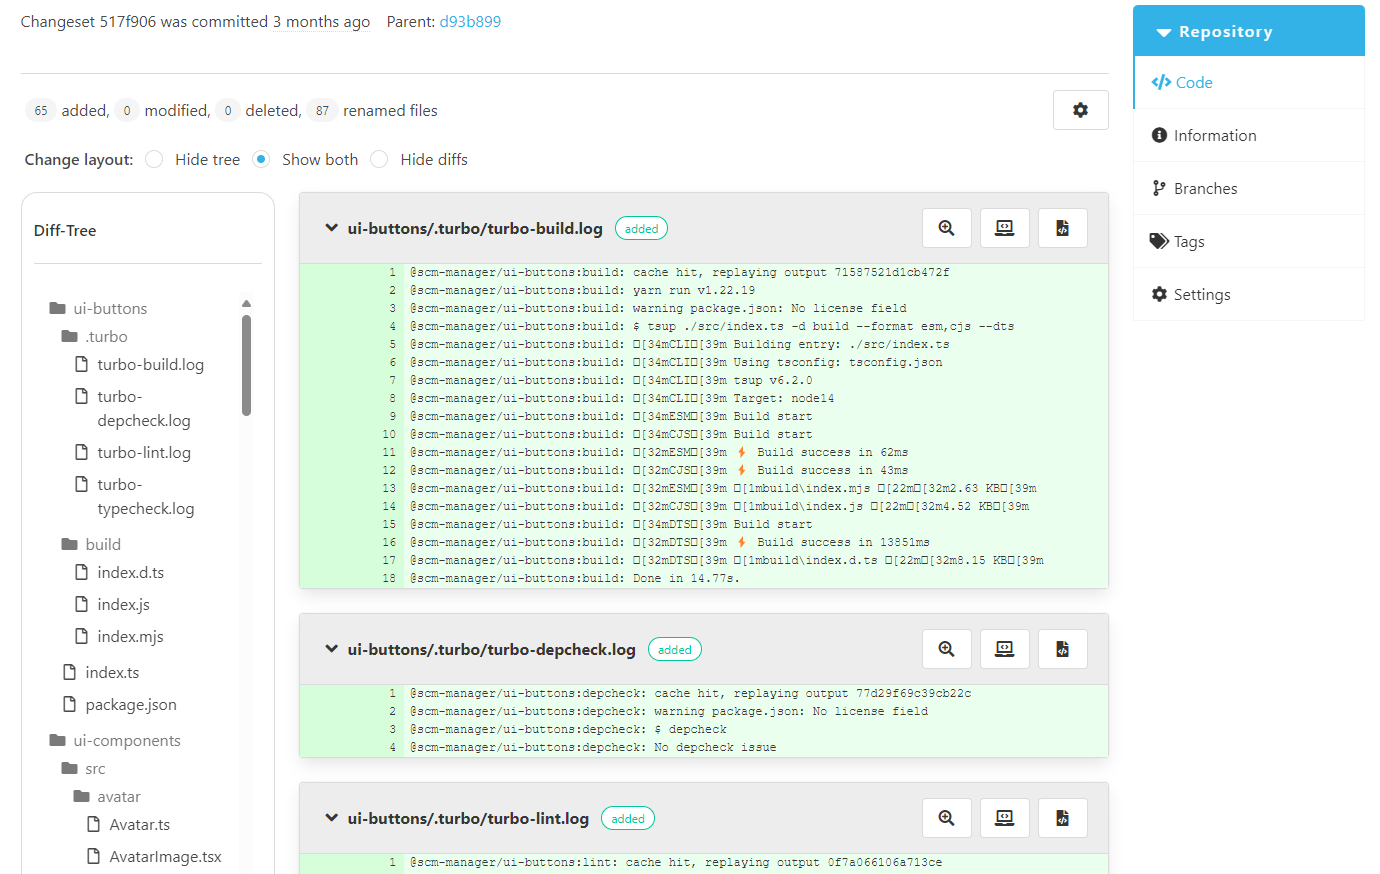 Changeset 517f906 was committed 3 months ago Parent: d93b899
65 added, 0 modified, 0 deleted, 87 renamed files
Change layout: Hide tree Show both Hide diffs
Diff-Tree
ui-buttons
.turbo
turbo-build.log
turbo-
depcheck.log
turbo-lint.log
turbo-
typecheck.log
build
index.d.ts
index.js
index.mjs
index.ts
package.json
ui-components
src
avatar
Avatar.ts
AvatarImage.tsx
ui-buttons/.turbo/turbo-build.log added
1 @scm-manager/ui-buttons:build: cache hit, replaying output 71587521d1cb472f
2 @scm-manager/ui-buttons:build: yarn run v1.22.19
3 @scm-manager/ui-buttons:build: warning package.json: No license field
4 @scm-manager/ui-buttons:build: $ tsup ./src/index.ts -d build --format esm,cjs --dts
5 @scm-manager/ui-buttons:build: □[34mCLI□[39m Building entry: ./src/index.ts
6 @scm-manager/ui-buttons:build: □[34mCLI□[39m Using tsconfig: tsconfig.json
7 @scm-manager/ui-buttons:build: □[34mCLI□[39m tsup v6.2.0
8 @scm-manager/ui-buttons:build: □[34mCLI□[39m Target: node14
9 @scm-manager/ui-buttons:build: □[34mESM□[39m Build start
10 @scm-manager/ui-buttons:build: □[34mCJS□[39m Build start
11 @scm-manager/ui-buttons:build: □[32mESM□[39m ⚡ Build success in 62ms
12 @scm-manager/ui-buttons:build: □[32mCJS□[39m ⚡ Build success in 43ms
13 @scm-manager/ui-buttons:build: □[32mESM□[39m □[1mbuild\index.mjs □[22m□[32m2.63 KB□[39m
14 @scm-manager/ui-buttons:build: □[32mCJS□[39m □[1mbuild\index.js □[22m□[32m4.52 KB□[39m
15 @scm-manager/ui-buttons:build: □[34mDTS□[39m Build start
16 @scm-manager/ui-buttons:build: □[32mDTS□[39m ⚡ Build success in 13851ms
17 @scm-manager/ui-buttons:build: □[32mDTS□[39m □[1mbuild\index.d.ts □[22m□[32m8.15 KB□[39m
18 @scm-manager/ui-buttons:build: Done in 14.77s.
ui-buttons/.turbo/turbo-depcheck.log added
1 @scm-manager/ui-buttons:depcheck: cache hit, replaying output 77d29f69c39cb22c
2 @scm-manager/ui-buttons:depcheck: warning package.json: No license field
3 @scm-manager/ui-buttons:depcheck: $ depcheck
4 @scm-manager/ui-buttons:depcheck: No depcheck issue
ui-buttons/.turbo/turbo-lint.log added
1 @scm-manager/ui-buttons:lint: cache hit, replaying output 0f7a066106a713ce
Repository
Code
Information
Branches
Tags
Settings